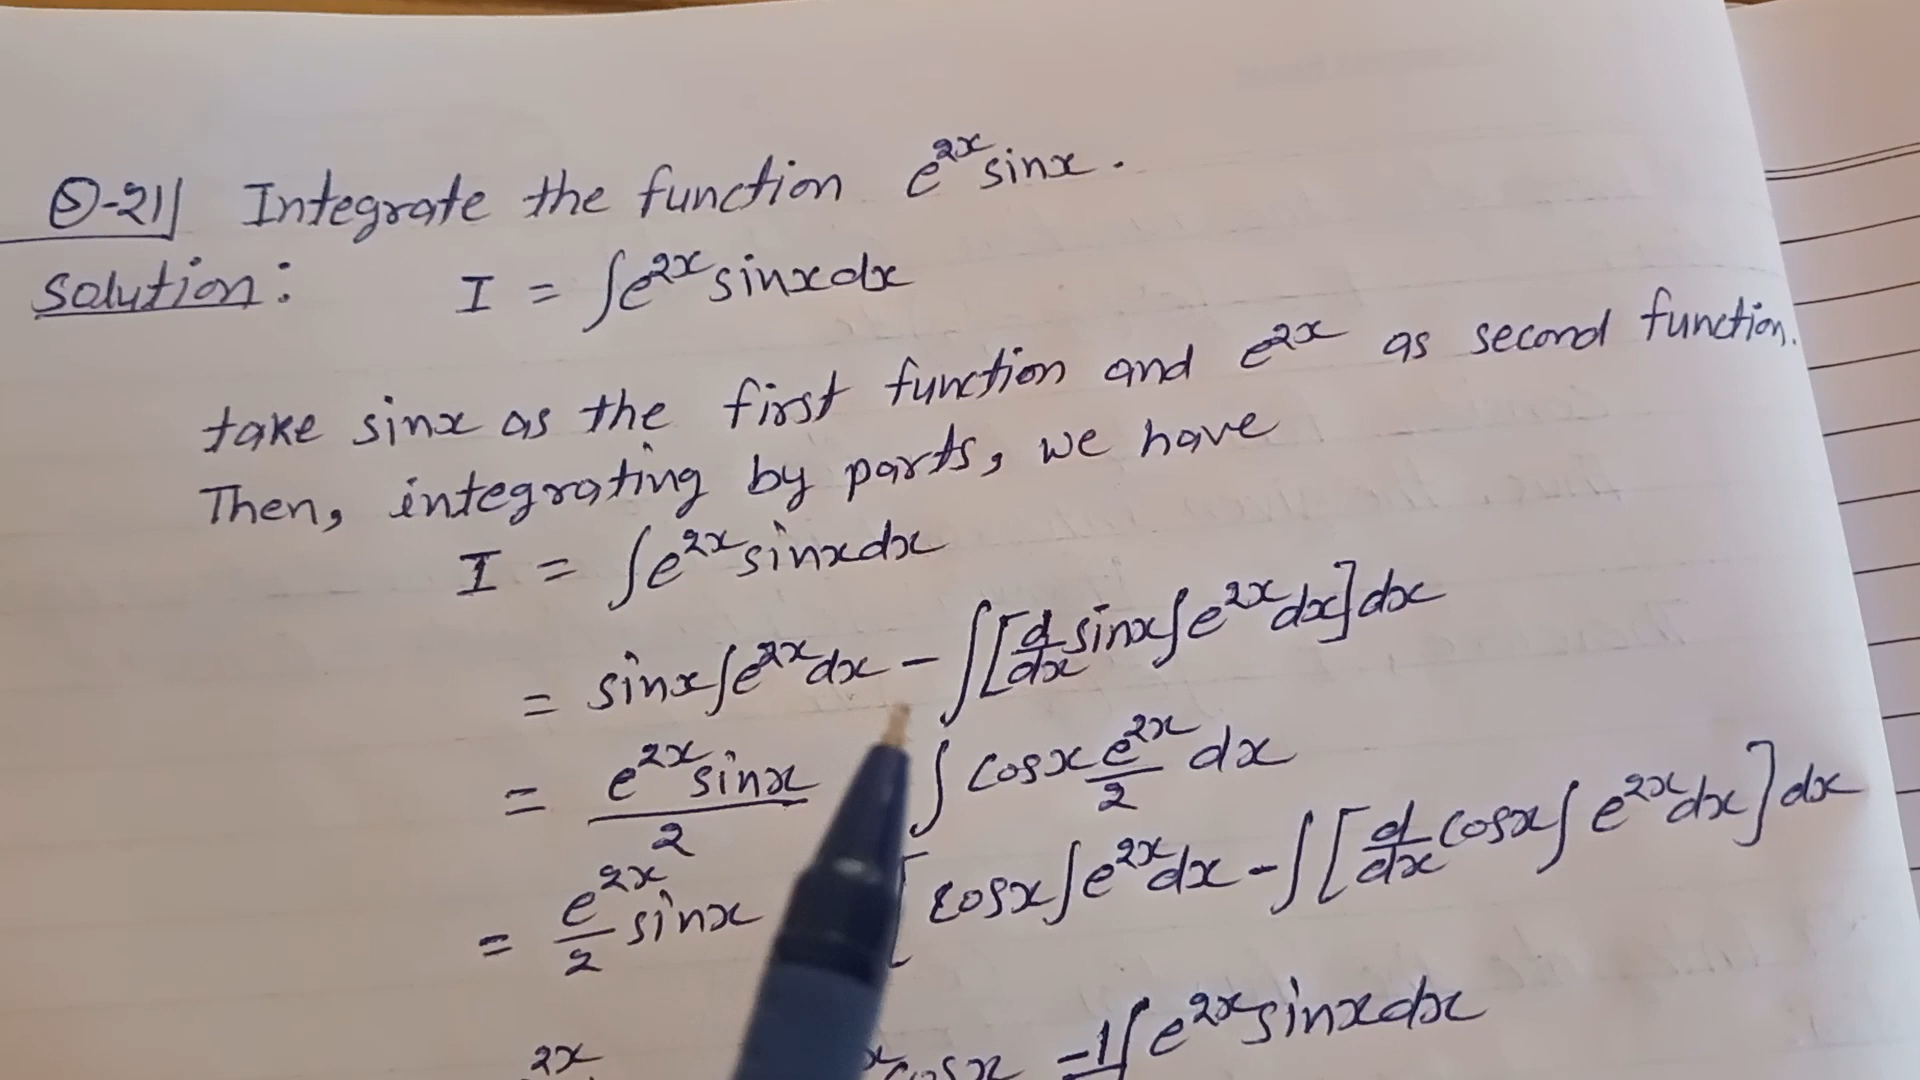 Q-21| Integrate the function e^{2x} sinx.
Solution: I = ∫e^{2x} sinx dx
take sinx as the first function and e^{2x} as second function.
Then, integrating by parts, we have
I = ∫e^{2x} sinx dx
= sinx∫e^{2x}dx - ∫[d/dx sinx∫e^{2x}dx]dx
= e^{2x} sinx/2 ∫ cosx e^{2x}/2 dx
= e^{2x}/2 sinx [cosx∫e^{2x}dx - ∫[d/dx cosx∫e^{2x}dx]dx
2x cosx -1 ∫e^{2x} sinx dx